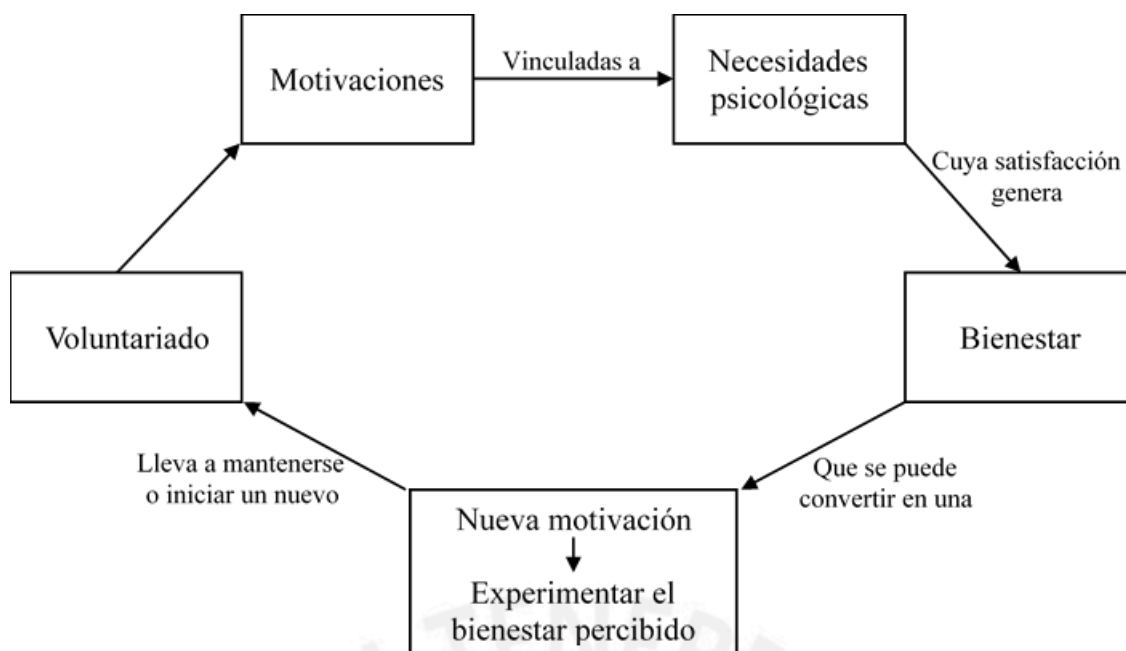 Motivaciones
Vinculadas a
Necesidades
psicológicas
Cuya satisfacción
genera
Voluntariado
Bienestar
Lleva a mantenerse
o iniciar un nuevo
Que se puede
convertir en una
Nueva motivación
Experimentar el
bienestar percibido